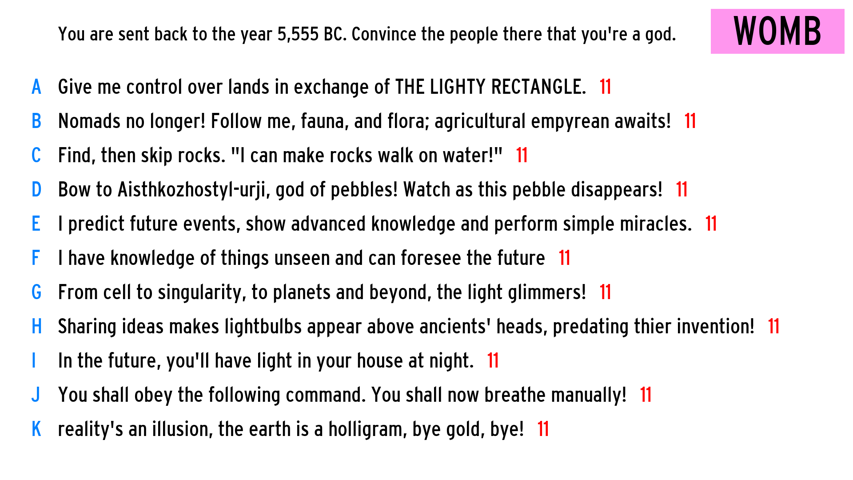 You are sent back to the year 5,555 BC. Convince the people there that you're a god.
WOMB
A Give me control over lands in exchange of THE LIGHTY RECTANGLE. 11
B Nomads no longer! Follow me, fauna, and flora; agricultural empyrean awaits! 11
C Find, then skip rocks. "I can make rocks walk on water!" 11
D Bow to Aisthkozhostyl-urji, god of pebbles! Watch as this pebble disappears! 11
E I predict future events, show advanced knowledge and perform simple miracles. 11
F I have knowledge of things unseen and can foresee the future 11
G From cell to singularity, to planets and beyond, the light glimmers! 11
H Sharing ideas makes lightbulbs appear above ancients' heads, predating thier invention! 11
I In the future, you'll have light in your house at night. 11
J You shall obey the following command. You shall now breathe manually! 11
K reality's an illusion, the earth is a holligram, bye gold, bye! 11